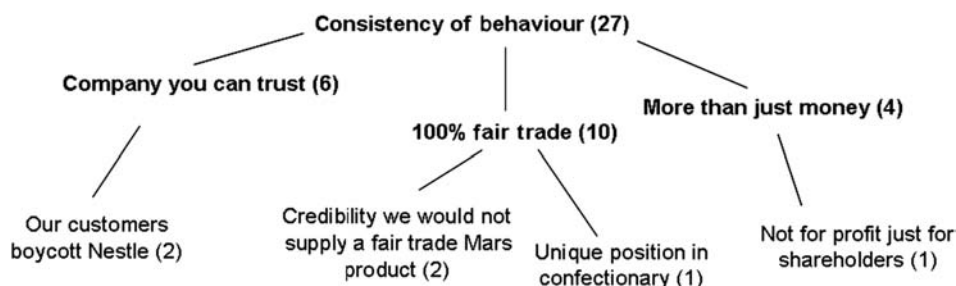 Consistency of behaviour (27)
Company you can trust (6)
More than just money (4)
100% fair trade (10)
Our customers
boycott Nestle (2)
Credibility we would not
supply a fair trade Mars
product (2)
Unique position in
confectionary (1)
Not for profit just for
shareholders (1)